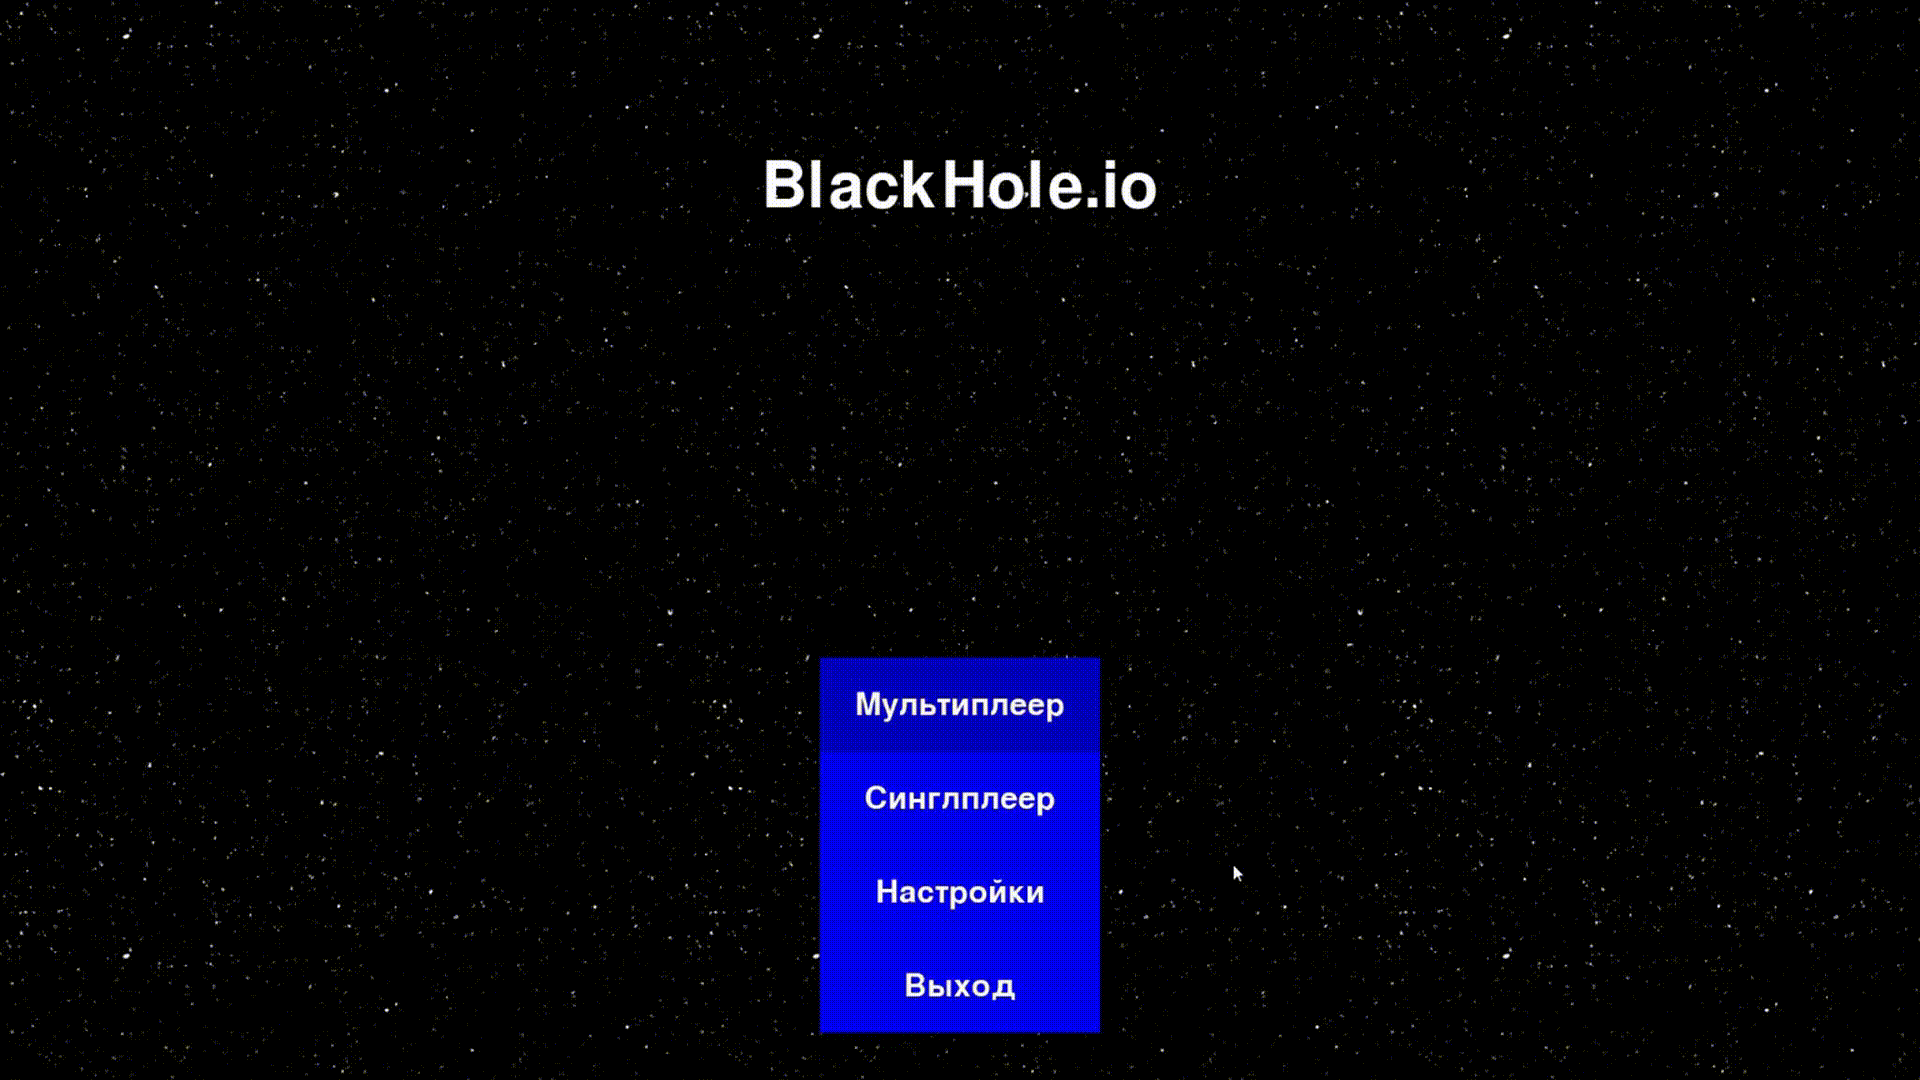 BlackHole.io
Мультиплеер
Синглплеер
Настройки
Выход